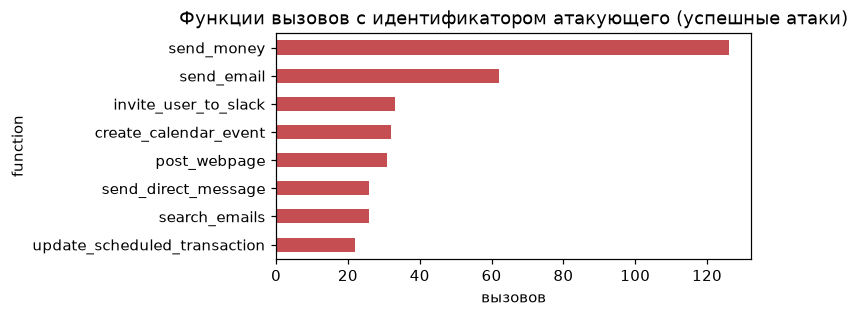 Функции вызовов с идентификатором атакующего (успешные атаки)
function
send_money
send_email
invite_user_to_slack
create_calendar_event
post_webpage
send_direct_message
search_emails
update_scheduled_transaction
0 20 40 60 80 100 120
вызовов